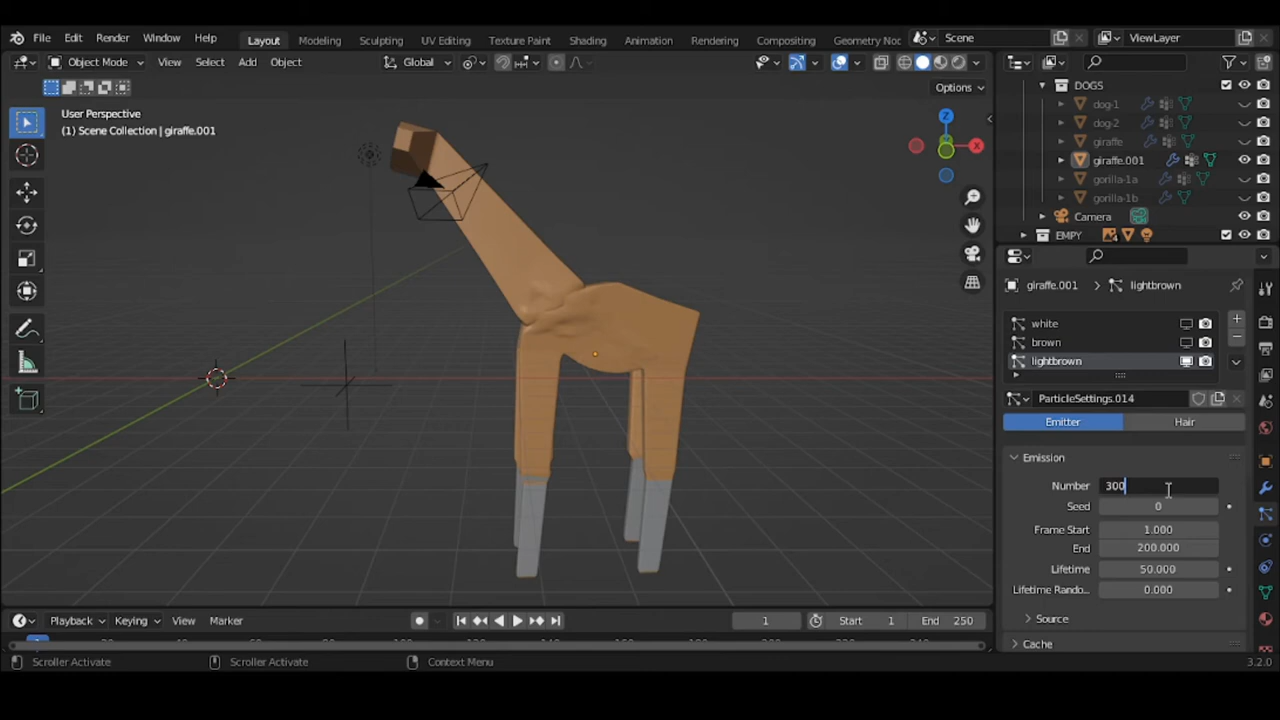 File Edit Render Window Help Layout Modeling Sculpting UV Editing Texture Paint Shading Animation Rendering Compositing Geometry Noc Scene ViewLayer
Object Mode View Select Add Object Global
Options
User Perspective
(1) Scene Collection | giraffe.001
Z
X
DOGS
dog-1
dog-2
giraffe
giraffe.001
gorilla-1a
gorilla-1b
Camera
EMPY
giraffe.001 lightbrown
white
brown
lightbrown
ParticleSettings.014
Emitter Hair
Emission
Number 300
Seed 0
Frame Start 1.000
End 200.000
Lifetime 50.000
Lifetime Rando... 0.000
Source
Cache
Playback Keying View Marker 1 Start 1 End 250
Scroller Activate Scroller Activate Context Menu 3.2.0